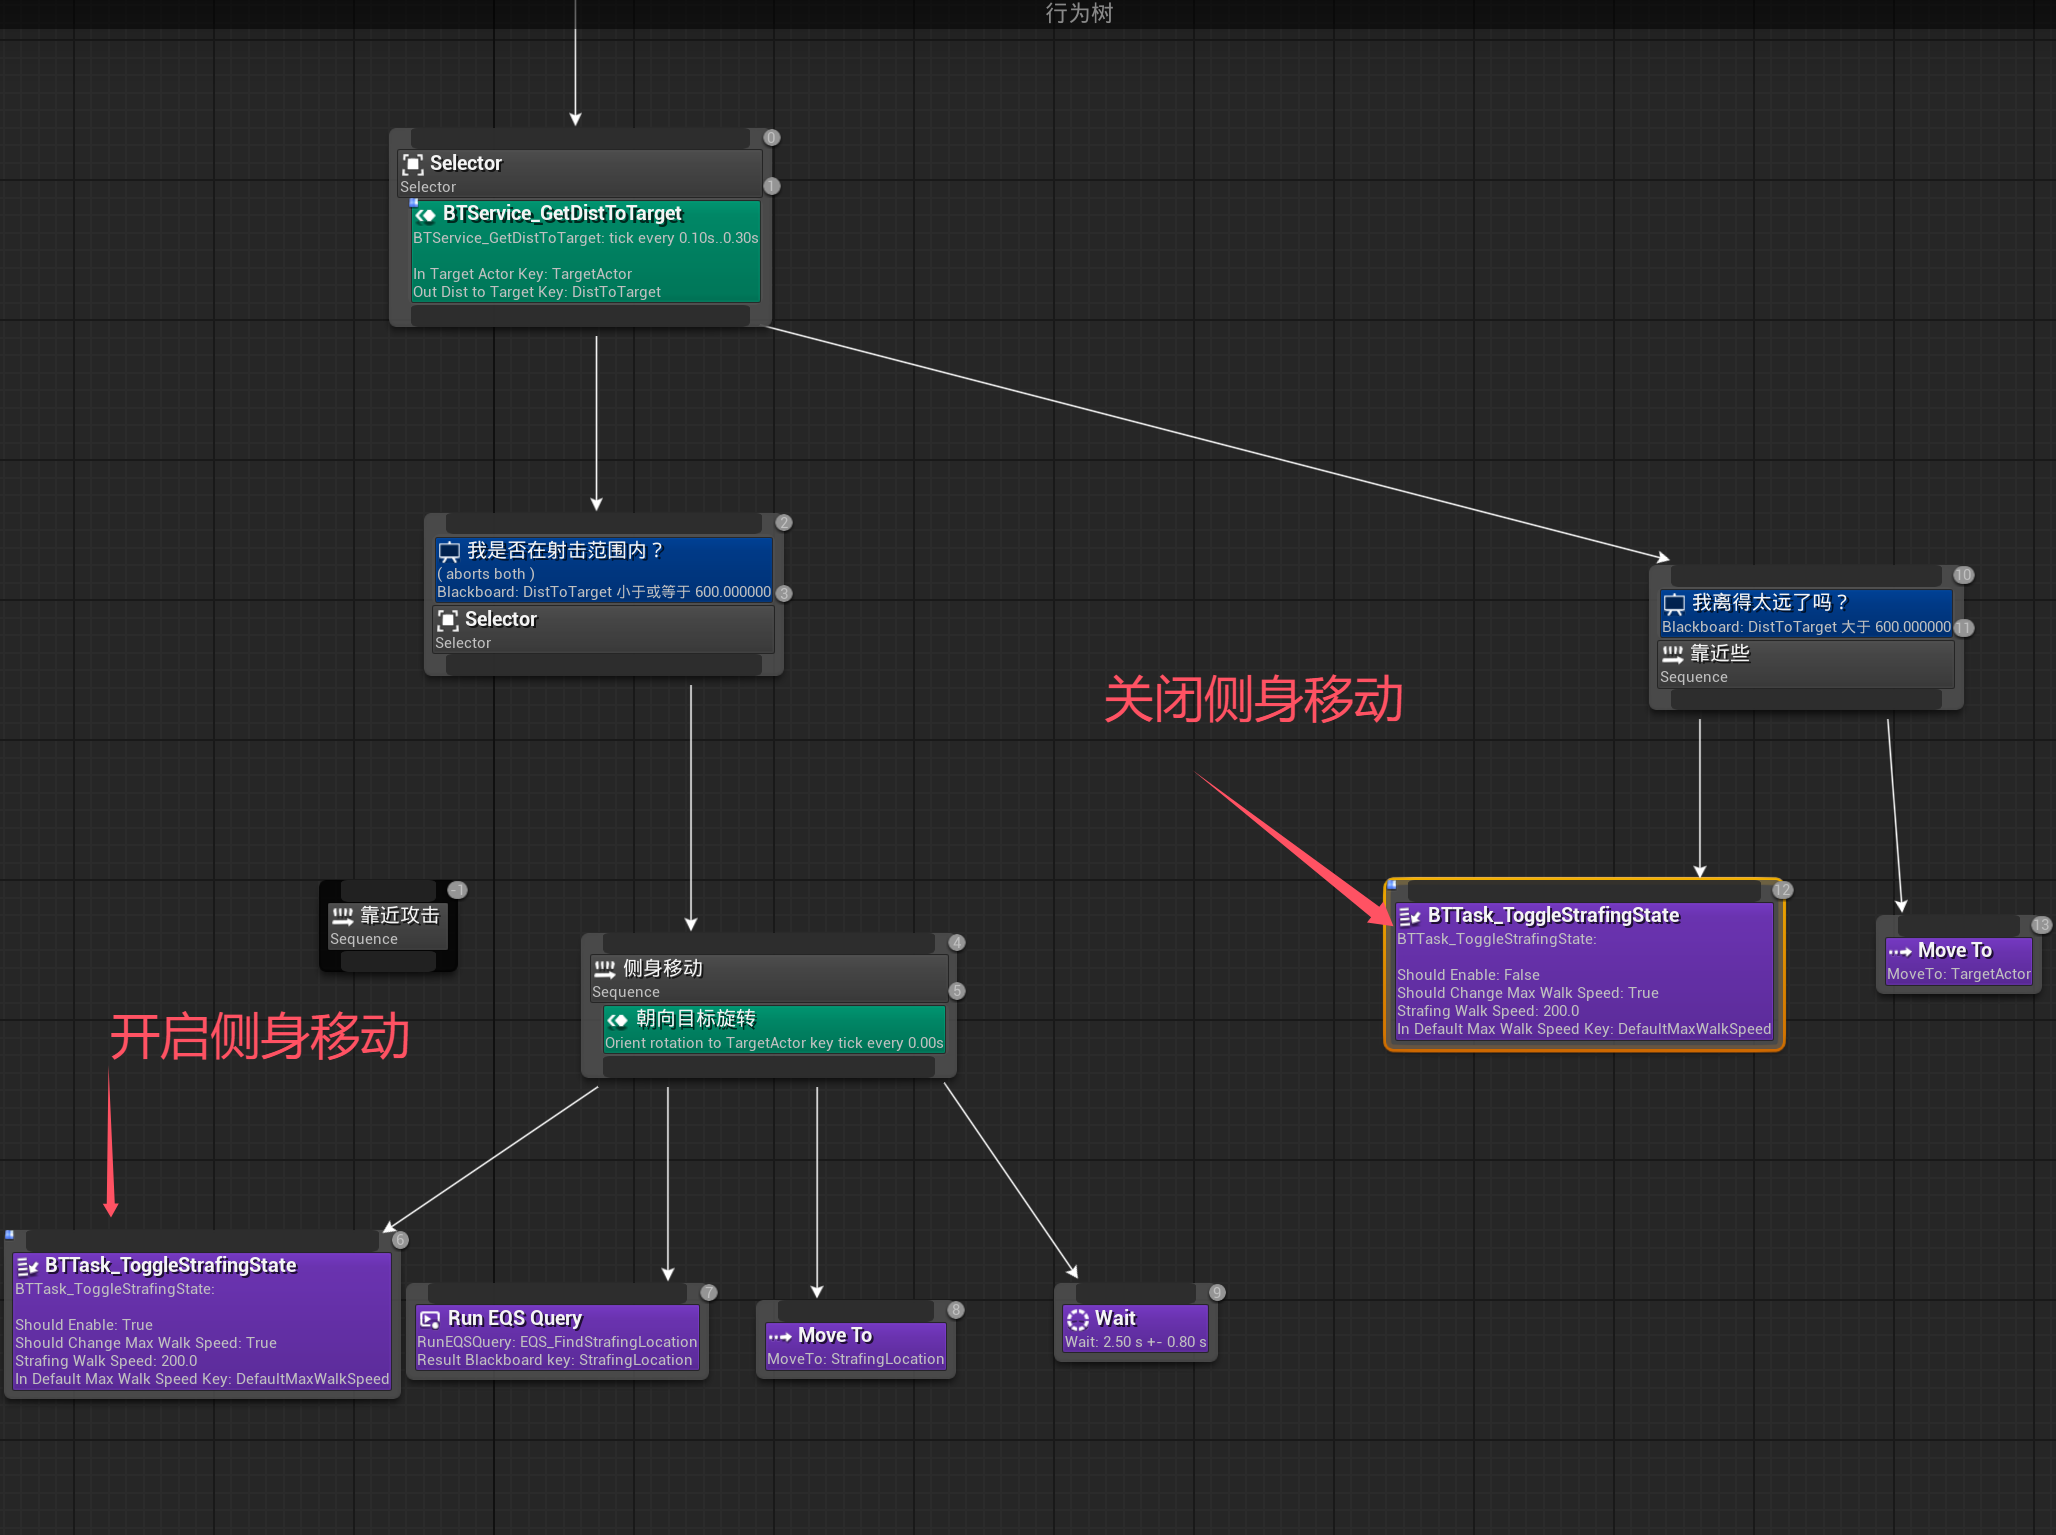 行为树
0
Selector
Selector
1
BTService_GetDistToTarget
BTService_GetDistToTarget: tick every 0.10s..0.30s
In Target Actor Key: TargetActor
Out Dist to Target Key: DistToTarget
2
我是否在射击范围内？
( aborts both )
Blackboard: DistToTarget 小于或等于 600.000000
3
Selector
Selector
10
我离得太远了吗？
Blackboard: DistToTarget 大于 600.000000
11
靠近些
Sequence
关闭侧身移动
-1
靠近攻击
Sequence
4
侧身移动
Sequence
5
朝向目标旋转
Orient rotation to TargetActor key tick every 0.00s
12
BTTask_ToggleStrafingState
BTTask_ToggleStrafingState:
Should Enable: False
Should Change Max Walk Speed: True
Strafing Walk Speed: 200.0
In Default Max Walk Speed Key: DefaultMaxWalkSpeed
13
Move To
MoveTo: TargetActor
开启侧身移动
6
BTTask_ToggleStrafingState
BTTask_ToggleStrafingState:
Should Enable: True
Should Change Max Walk Speed: True
Strafing Walk Speed: 200.0
In Default Max Walk Speed Key: DefaultMaxWalkSpeed
7
Run EQS Query
RunEQSQuery: EQS_FindStrafingLocation
Result Blackboard key: StrafingLocation
8
Move To
MoveTo: StrafingLocation
9
Wait
Wait: 2.50 s +- 0.80 s